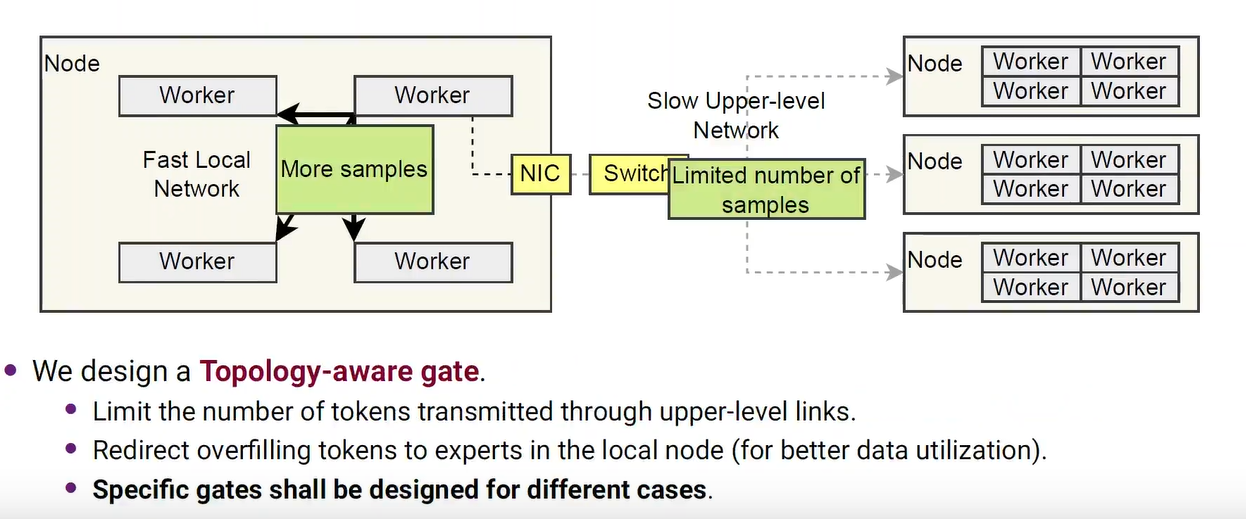 Node
Worker
Worker
Fast Local
Network
More samples
Worker
Worker
NIC
Switch
Slow Upper-level
Network
Limited number of
samples
Node
Worker Worker
Worker Worker
Node
Worker Worker
Worker Worker
Node
Worker Worker
Worker Worker
• We design a Topology-aware gate.
• Limit the number of tokens transmitted through upper-level links.
• Redirect overfilling tokens to experts in the local node (for better data utilization).
• Specific gates shall be designed for different cases.